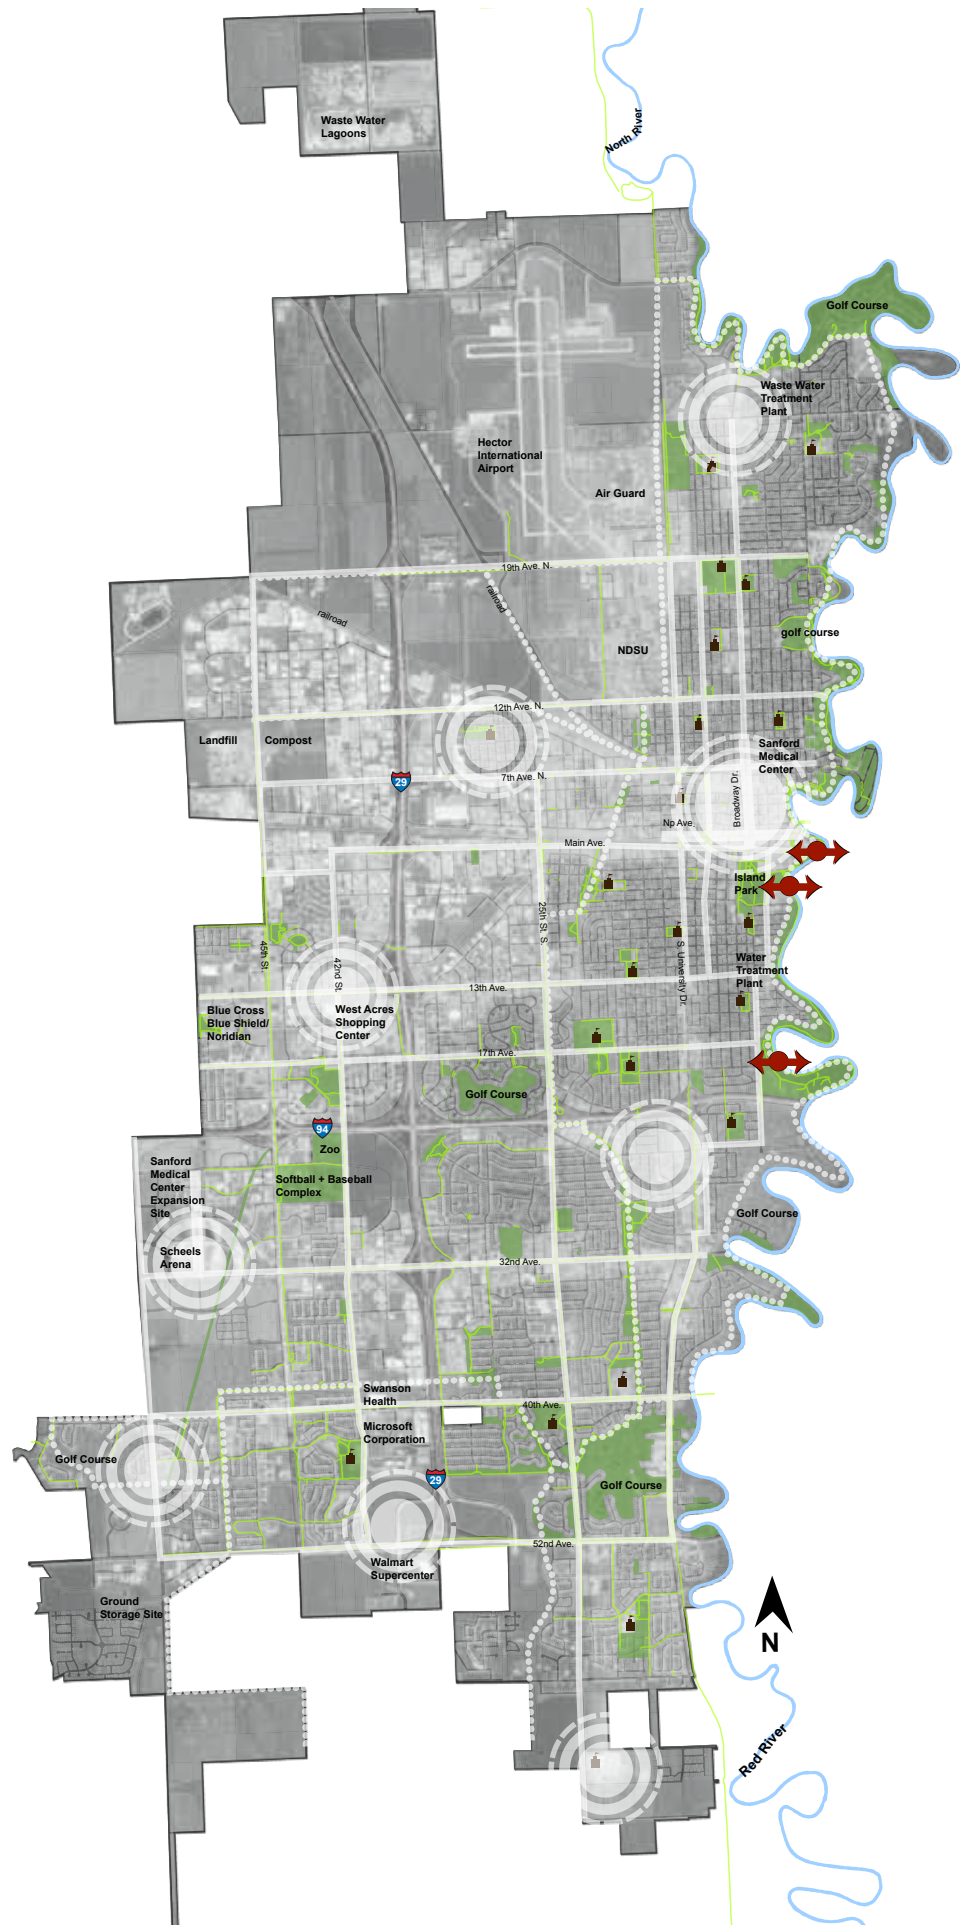 Waste Water
Lagoons
North River
Golf Course
Waste Water
Treatment
Plant
Hector
International
Airport
Air Guard
19th Ave. N.
railroad
railroad
golf course
NDSU
12th Ave. N.
Landfill
Compost
Sanford
Medical
Center
29
7th Ave. N.
Broadway Dr.
Np Ave.
Main Ave.
Island
Park
25th St. S.
45th St.
42nd St.
S. University Dr.
Water
Treatment
Plant
13th Ave.
Blue Cross
Blue Shield/
Noridian
West Acres
Shopping
Center
17th Ave.
Golf Course
94
Zoo
Sanford
Medical
Center
Expansion
Site
Softball + Baseball
Complex
Golf Course
Scheels
Arena
32nd Ave.
Swanson
Health
40th Ave.
Microsoft
Corporation
Golf Course
29
Golf Course
52nd Ave.
Walmart
Supercenter
Ground
Storage Site
N
Red River